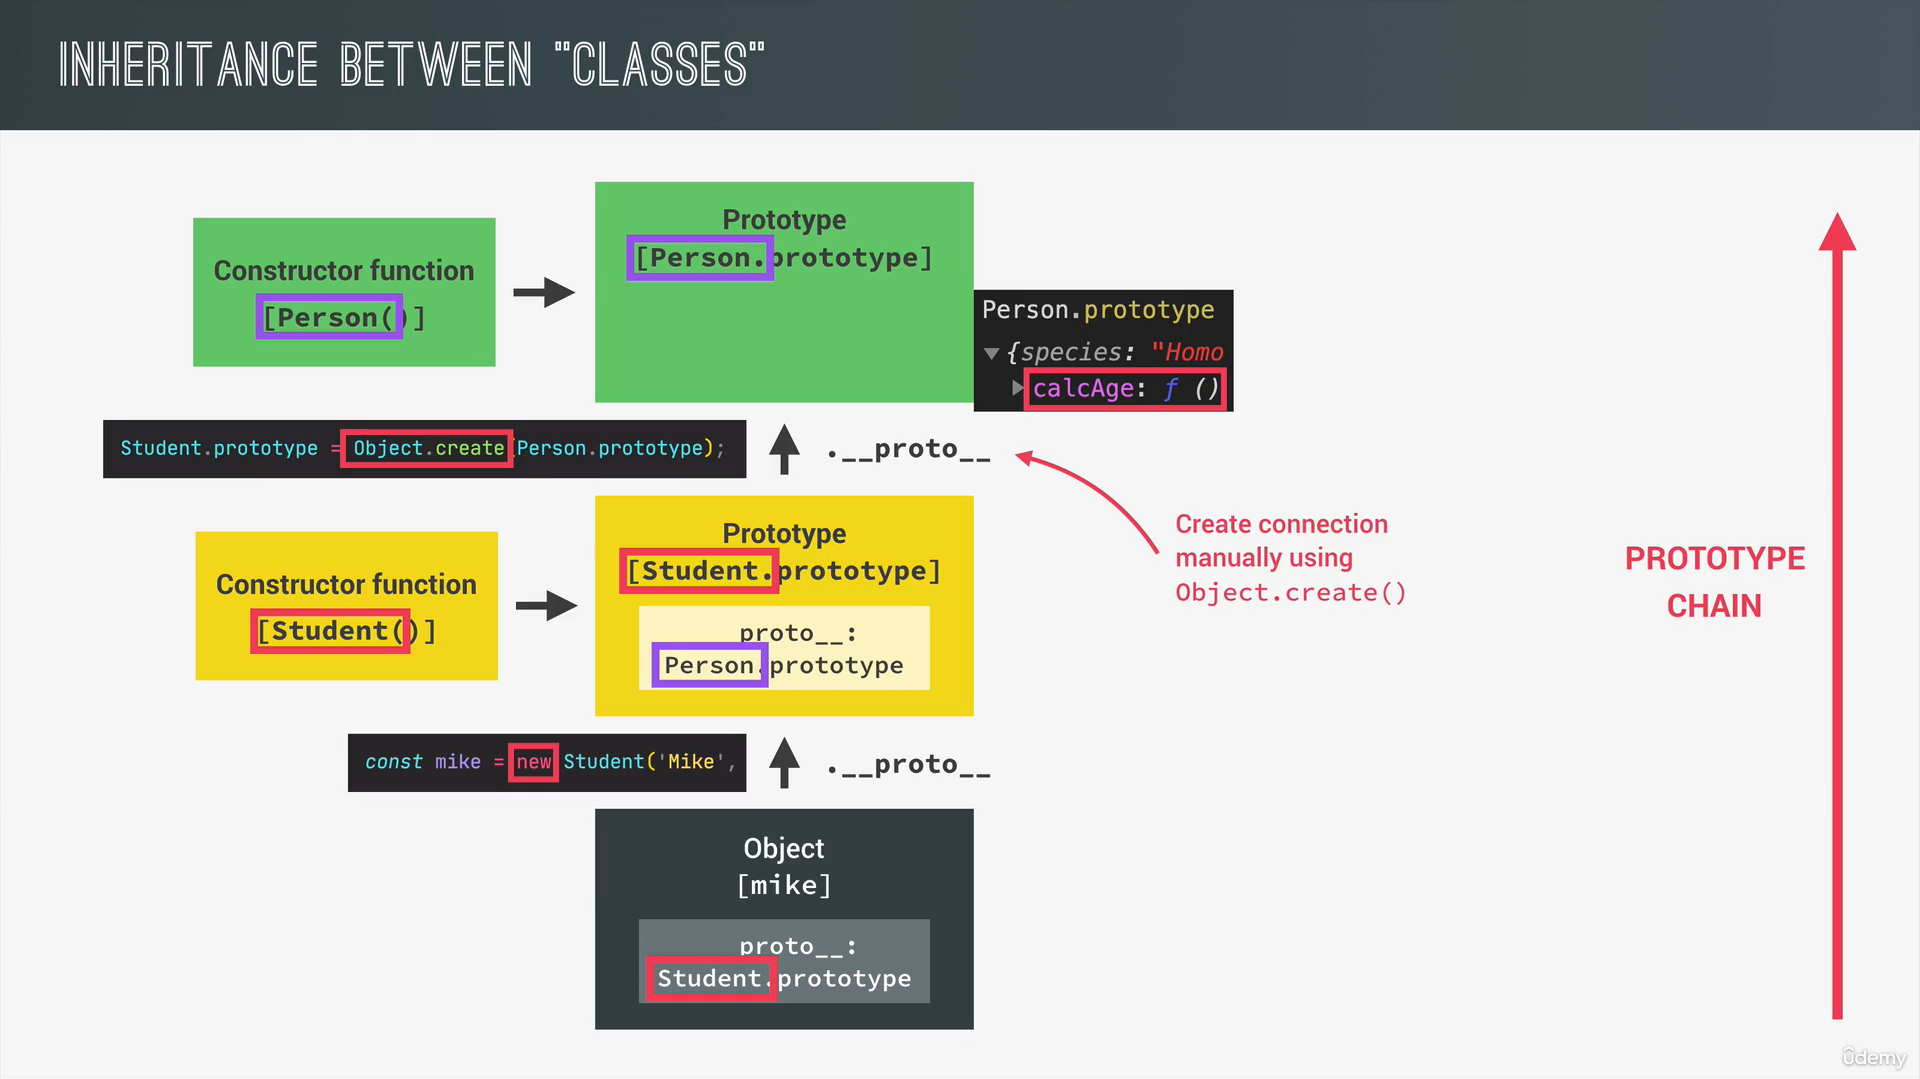 INHERITANCE BETWEEN "CLASSES"
Prototype
[Person.prototype]
Constructor function
[Person()]
Person.prototype
{species: "Homo
calcAge: ƒ ()
Student.prototype = Object.create(Person.prototype);
.__proto__
Create connection
manually using
Object.create()
PROTOTYPE
CHAIN
Prototype
[Student.prototype]
Constructor function
[Student()]
proto__:
Person.prototype
const mike = new Student('Mike',
.__proto__
Object
[mike]
proto__:
Student.prototype
ûdemy